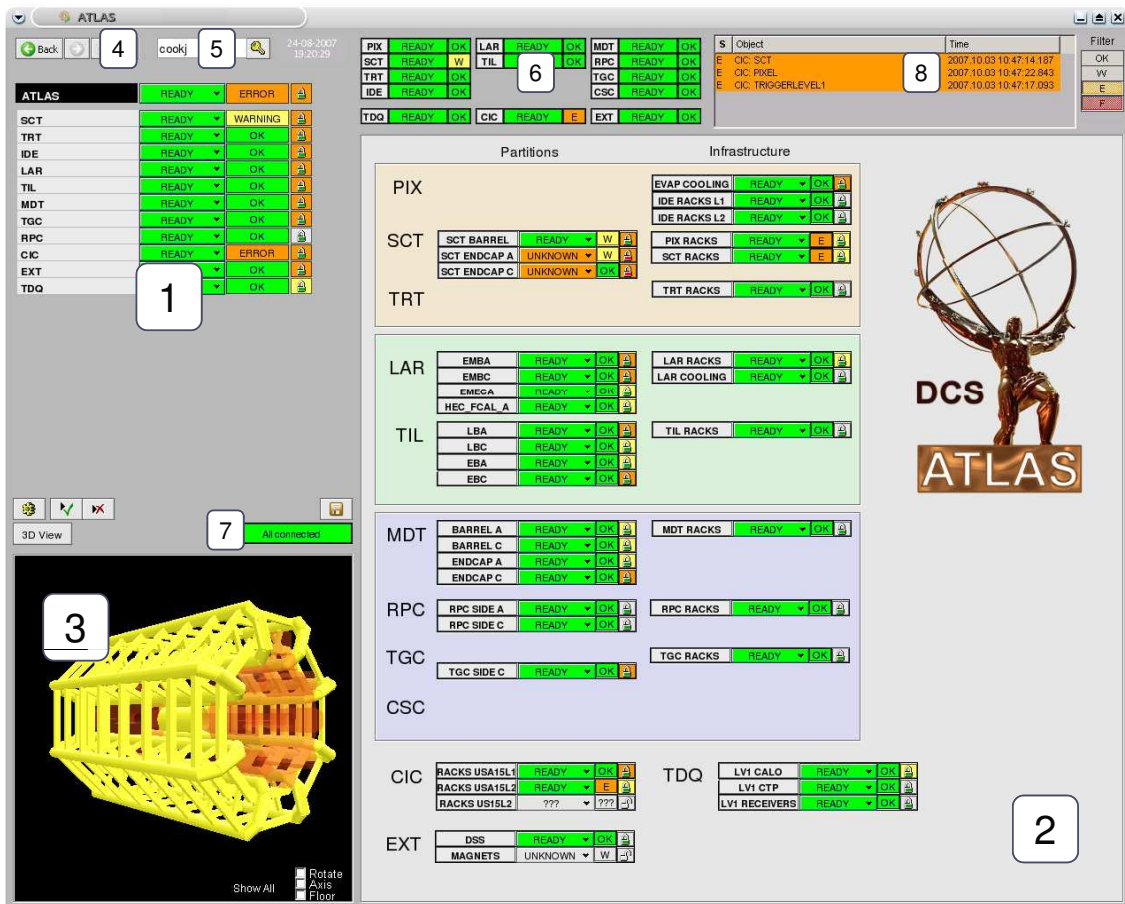 ATLAS
Back 4 cookj 5 24-08-2007
19:20:29
ATLAS READY ERROR
SCT READY WARNING
TRT READY OK
IDE READY OK
LAR READY OK
TIL READY OK
MDT READY OK
TGC READY OK
RPC READY OK
CIC READY ERROR
EXT OK
TDQ OK
1
3D View 7 All connected
3
Show All
Rotate
Axis
Floor
PIX READY OK LAR READY OK MDT READY OK
SCT READY W TIL OK RPC READY OK
TRT READY OK TGC READY OK
IDE READY OK CSC READY OK
6
TDQ READY OK CIC READY E EXT READY OK
S Object Time
E CIC: SCT 2007.10.03 10:47:14.187
E CIC: PIXEL 2007.10.03 10:47:22.843
E CIC: TRIGGERLEVEL1 2007.10.03 10:47:17.093
8
Filter
OK
W
E
F
Partitions Infrastructure
PIX
EVAP COOLING READY OK
IDE RACKS L1 READY OK
IDE RACKS L2 READY OK
SCT
SCT BARREL READY W PIX RACKS READY E
SCT ENDCAP A UNKNOWN W SCT RACKS READY E
SCT ENDCAP C UNKNOWN OK
TRT
TRT RACKS READY OK
LAR
EMBA READY OK LAR RACKS READY OK
EMBC READY OK LAR COOLING READY OK
EMECA READY OK
HEC_FCAL_A READY OK
TIL
LBA READY OK TIL RACKS READY OK
LBC READY OK
EBA READY OK
EBC READY OK
MDT
BARREL A READY OK MDT RACKS READY OK
BARREL C READY OK
ENDCAP A READY OK
ENDCAP C READY OK
RPC
RPC SIDE A READY OK RPC RACKS READY OK
RPC SIDE C READY OK
TGC
TGC RACKS READY OK
TGC SIDE C READY OK
CSC
CIC
RACKS USA15L1 READY OK
RACKS USA15L2 READY E
RACKS US15L2 ??? ???
TDQ
LV1 CALO READY OK
LV1 CTP READY OK
LV1 RECEIVERS READY OK
EXT
DSS READY OK
MAGNETS UNKNOWN W
2
DCS
ATLAS